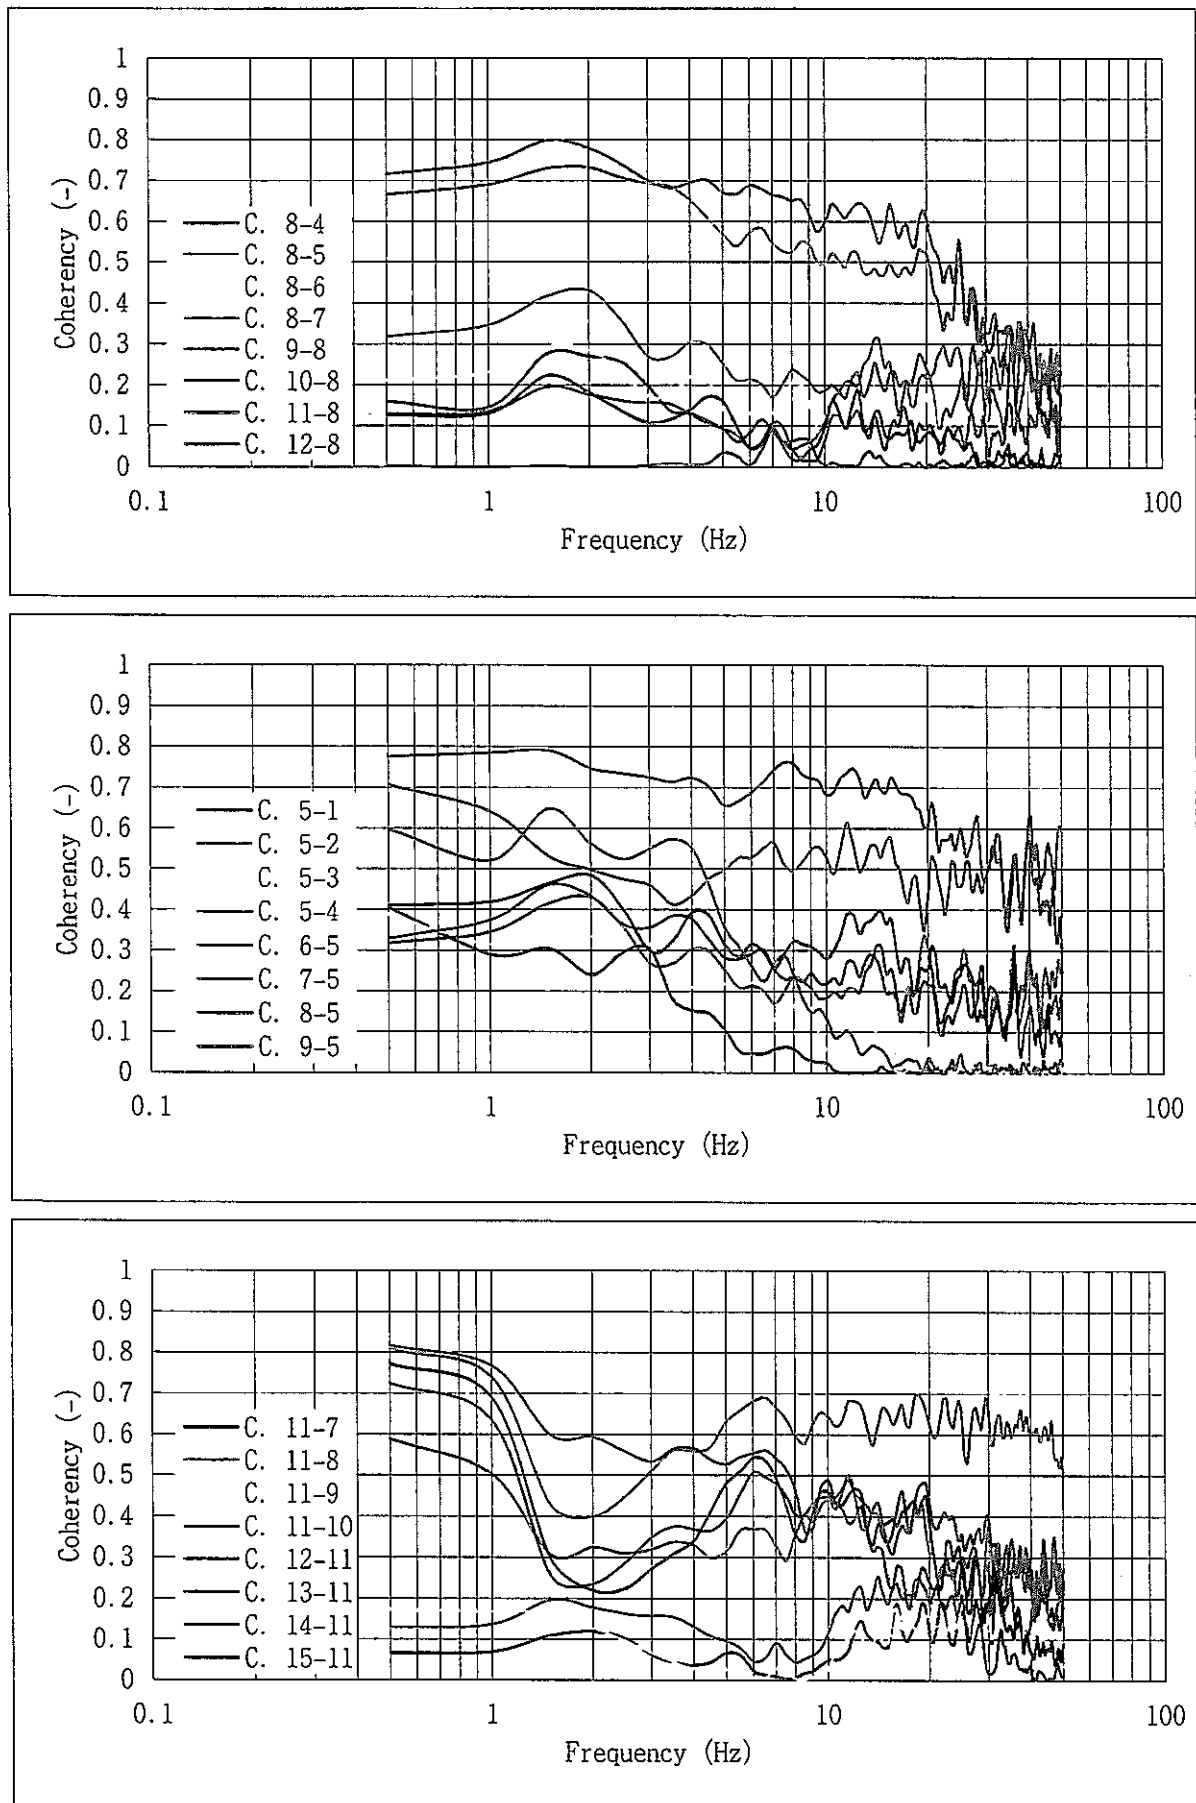 1
0.9
0.8
0.7
0.6
0.5
0.4
0.3
0.2
0.1
0
Coherency (-)
C. 8-4
C. 8-5
C. 8-6
C. 8-7
C. 9-8
C. 10-8
C. 11-8
C. 12-8
0.1 1 10 100
Frequency (Hz)
1
0.9
0.8
0.7
0.6
0.5
0.4
0.3
0.2
0.1
0
Coherency (-)
C. 5-1
C. 5-2
C. 5-3
C. 5-4
C. 6-5
C. 7-5
C. 8-5
C. 9-5
0.1 1 10 100
Frequency (Hz)
1
0.9
0.8
0.7
0.6
0.5
0.4
0.3
0.2
0.1
0
Coherency (-)
C. 11-7
C. 11-8
C. 11-9
C. 11-10
C. 12-11
C. 13-11
C. 14-11
C. 15-11
0.1 1 10 100
Frequency (Hz)